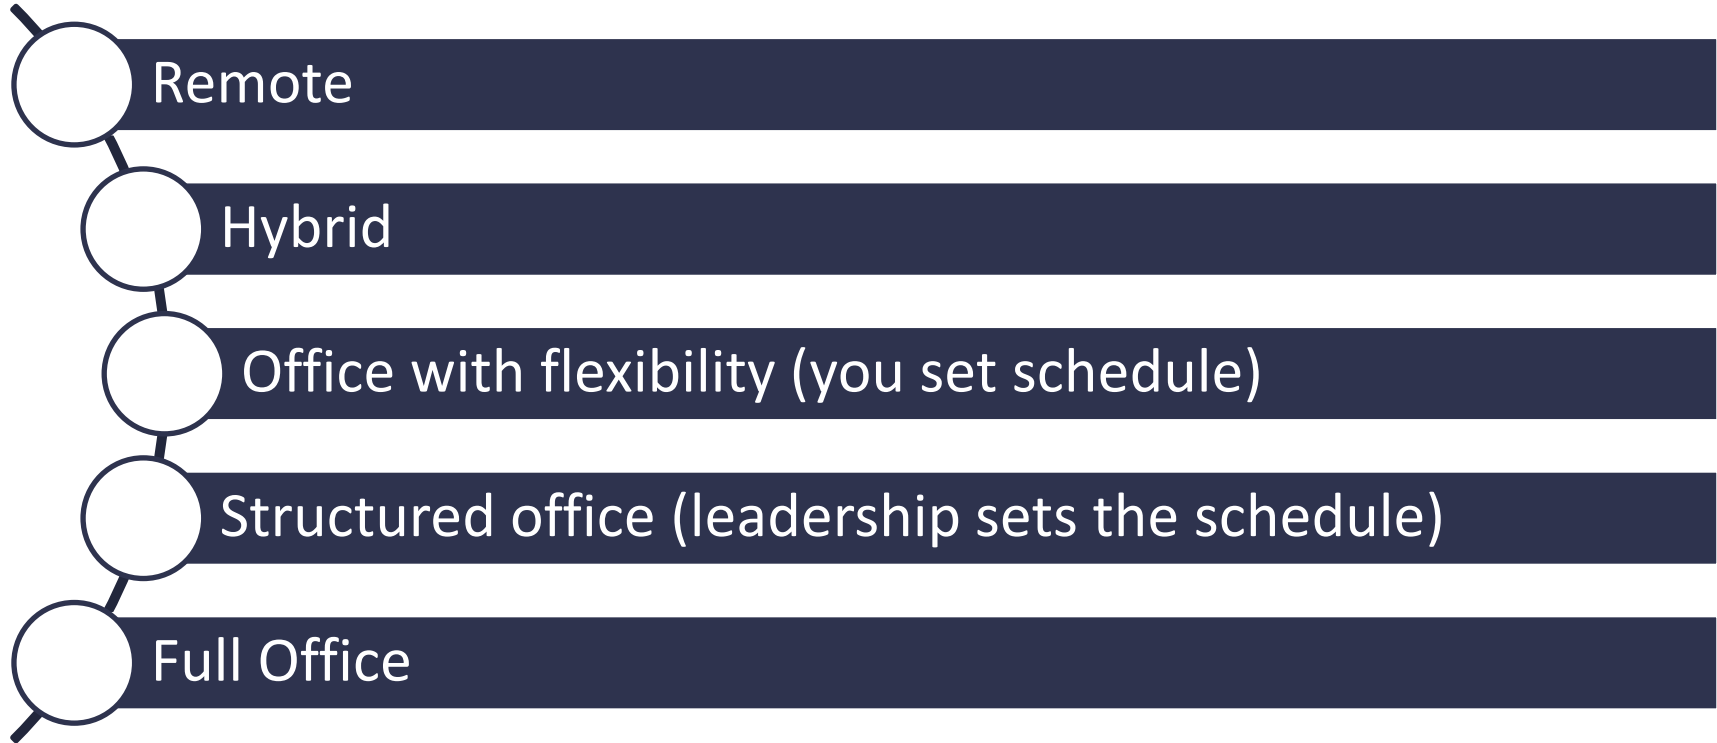 Remote
Hybrid
Office with flexibility (you set schedule)
Structured office (leadership sets the schedule)
Full Office